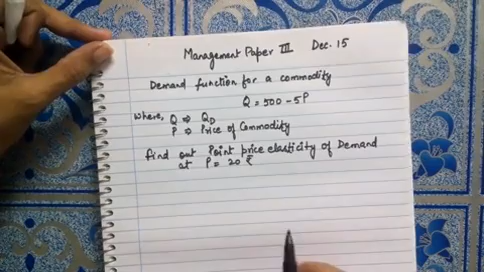 Management Paper III Dec. 15
Demand function for a commodity
Q = 500 - 5P
Where, Q ⇒ QD
P ⇒ Price of Commodity
Find out Point price elasticity of Demand
at P = 20 ₹